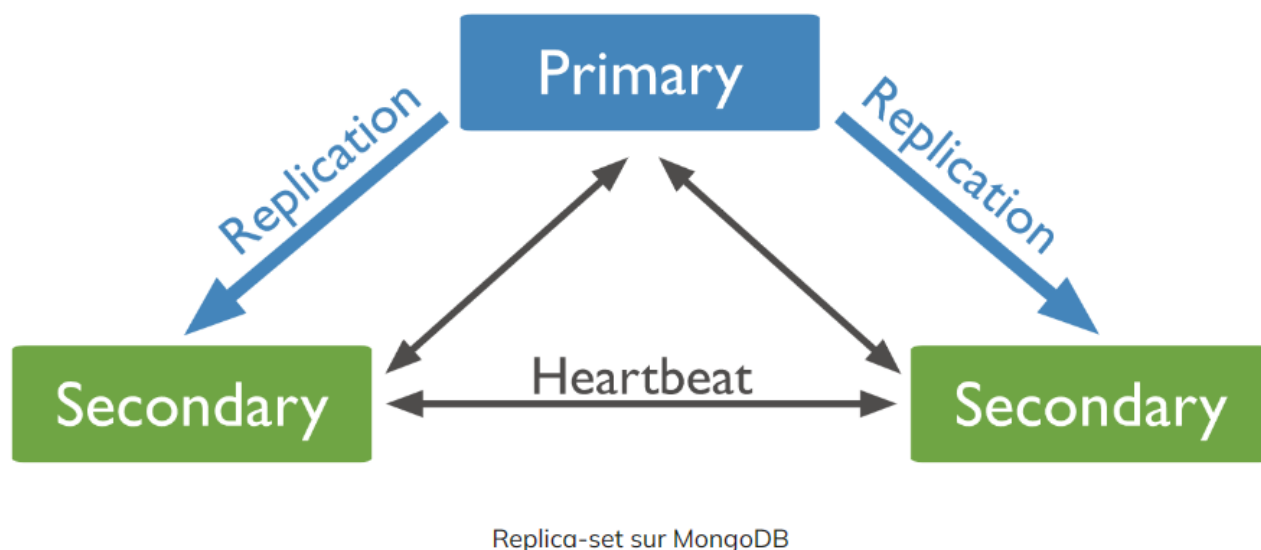 Primary
Replication
Replication
Heartbeat
Secondary
Secondary
Replica-set sur MongoDB